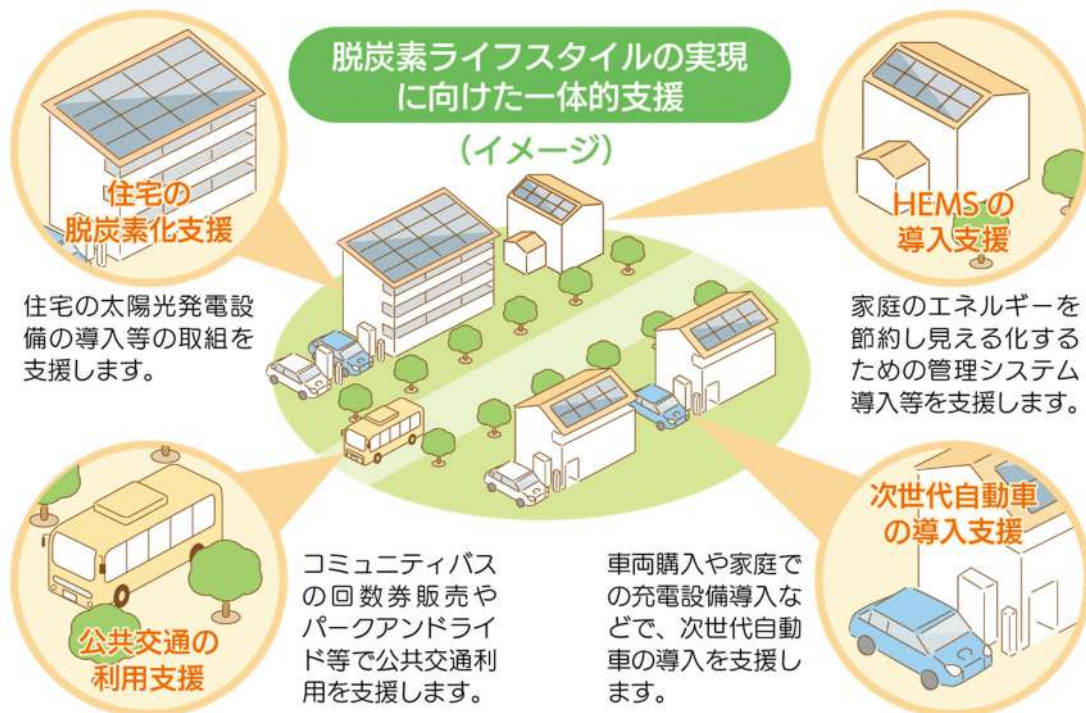 脱炭素ライフスタイルの実現
に向けた一体的支援
（イメージ）
住宅の
脱炭素化支援
住宅の太陽光発電設
備の導入等の取組を
支援します。
HEMSの
導入支援
家庭のエネルギーを
節約し見える化する
ための管理システム
導入等を支援します。
公共交通の
利用支援
コミュニティバス
の回数券販売や
パークアンドライ
ド等で公共交通利
用を支援します。
車両購入や家庭で
の充電設備導入な
どで、次世代自動
車の導入を支援し
ます。
次世代自動車
の導入支援